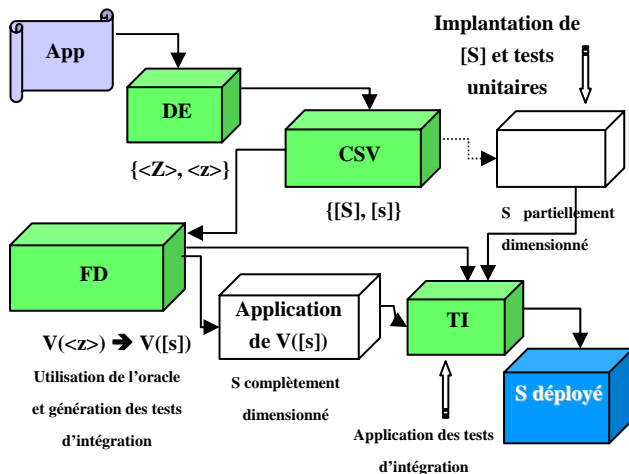 App
Implantation de
[S] et tests
unitaires
DE
CSV
{<Z>, <z>}
{[S], [s]}
S partiellement
dimensionné
FD
Application
de V([s])
TI
V(<z>) ➔ V([s])
Utilisation de l'oracle
et génération des tests
d'intégration
S complètement
dimensionné
S déployé
Application des tests
d'intégration